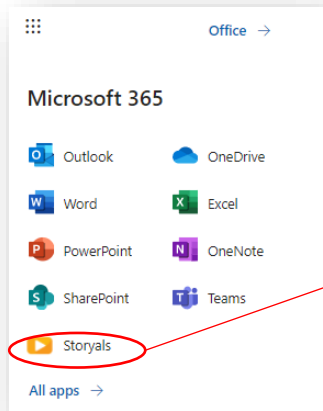 Office →
Microsoft 365
Outlook OneDrive
Word Excel
PowerPoint OneNote
SharePoint Teams
Storyals
All apps →